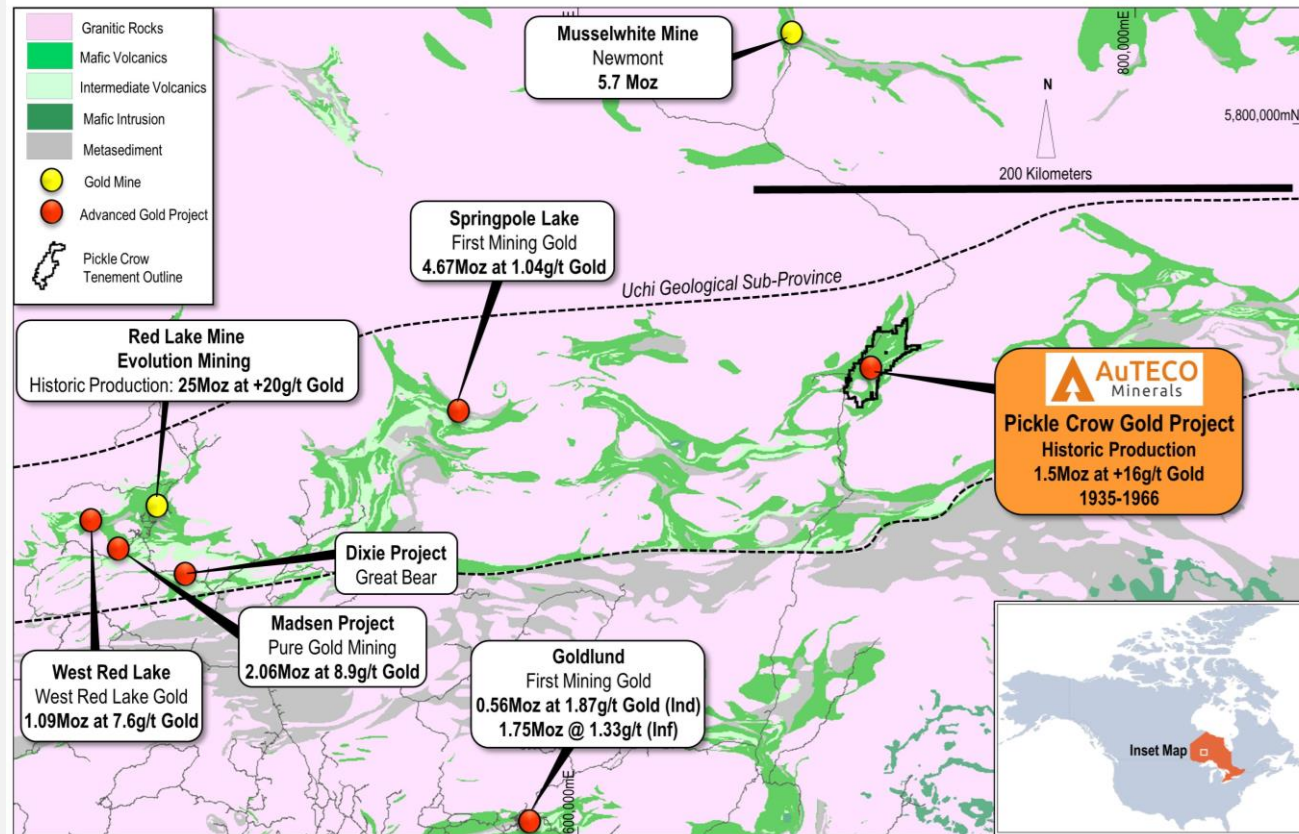 Granitic Rocks
Mafic Volcanics
Intermediate Volcanics
Mafic Intrusion
Metasediment
Gold Mine
Advanced Gold Project
Pickle Crow
Tenement Outline
Musselwhite Mine
Newmont
5.7 Moz
800,000mE
N
5,800,000mN
200 Kilometers
Springpole Lake
First Mining Gold
4.67Moz at 1.04g/t Gold
Uchi Geological Sub-Province
Red Lake Mine
Evolution Mining
Historic Production: 25Moz at +20g/t Gold
AuTECO
Minerals
Pickle Crow Gold Project
Historic Production
1.5Moz at +16g/t Gold
1935-1966
Dixie Project
Great Bear
Madsen Project
Pure Gold Mining
2.06Moz at 8.9g/t Gold
West Red Lake
West Red Lake Gold
1.09Moz at 7.6g/t Gold
Goldlund
First Mining Gold
0.56Moz at 1.87g/t Gold (Ind)
1.75Moz @ 1.33g/t (Inf)
600,000mE
Inset Map